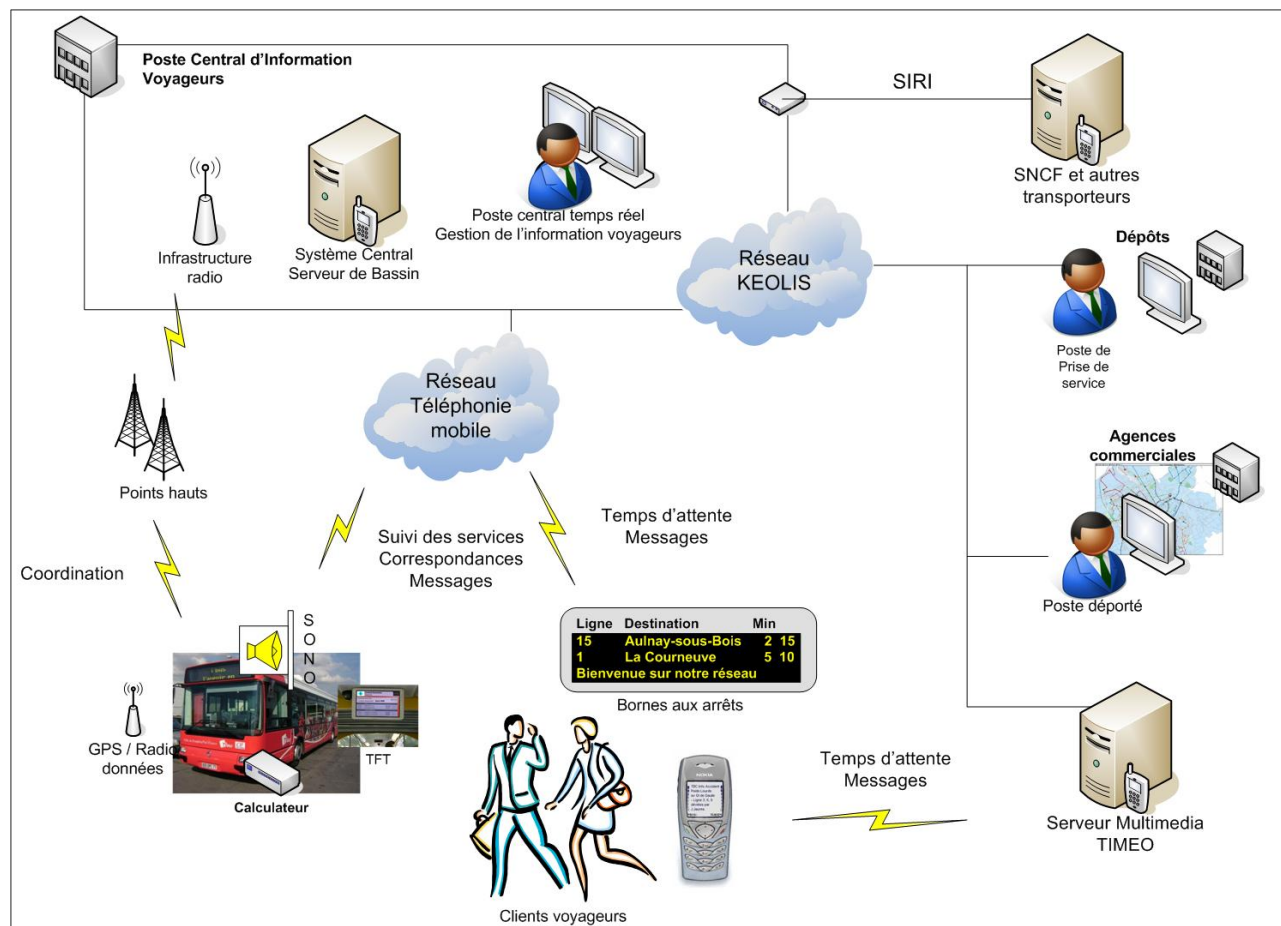 Poste Central d'Information
Voyageurs
SIRI
SNCF et autres
transporteurs
Poste central temps réel
Gestion de l'information voyageurs
Système Central
Serveur de Bassin
Infrastructure
radio
Réseau
KEOLIS
Dépôts
Poste de
Prise de
service
Réseau
Téléphonie
mobile
Points hauts
Agences
commerciales
Poste déporté
Temps d'attente
Messages
Suivi des services
Correspondances
Messages
Coordination
S
O
N
O
Ligne Destination Min
15 Aulnay-sous-Bois 2 15
1 La Courneuve 5 10
Bienvenue sur notre réseau
Bornes aux arrêts
GPS / Radio
données
TFT
Calculateur
NOKIA
Temps d'attente
Messages
Serveur Multimedia
TIMEO
Clients voyageurs